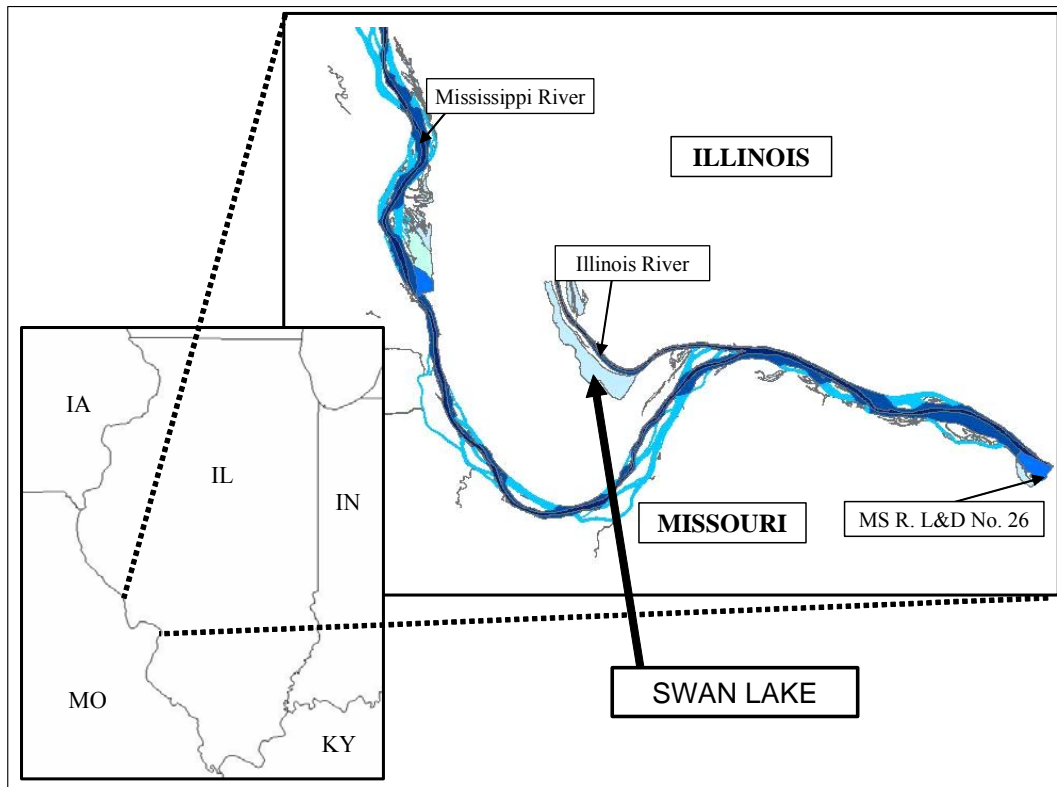 Mississippi River
ILLINOIS
Illinois River
IA
IL
IN
MISSOURI
MS R. L&D No. 26
MO
SWAN LAKE
KY